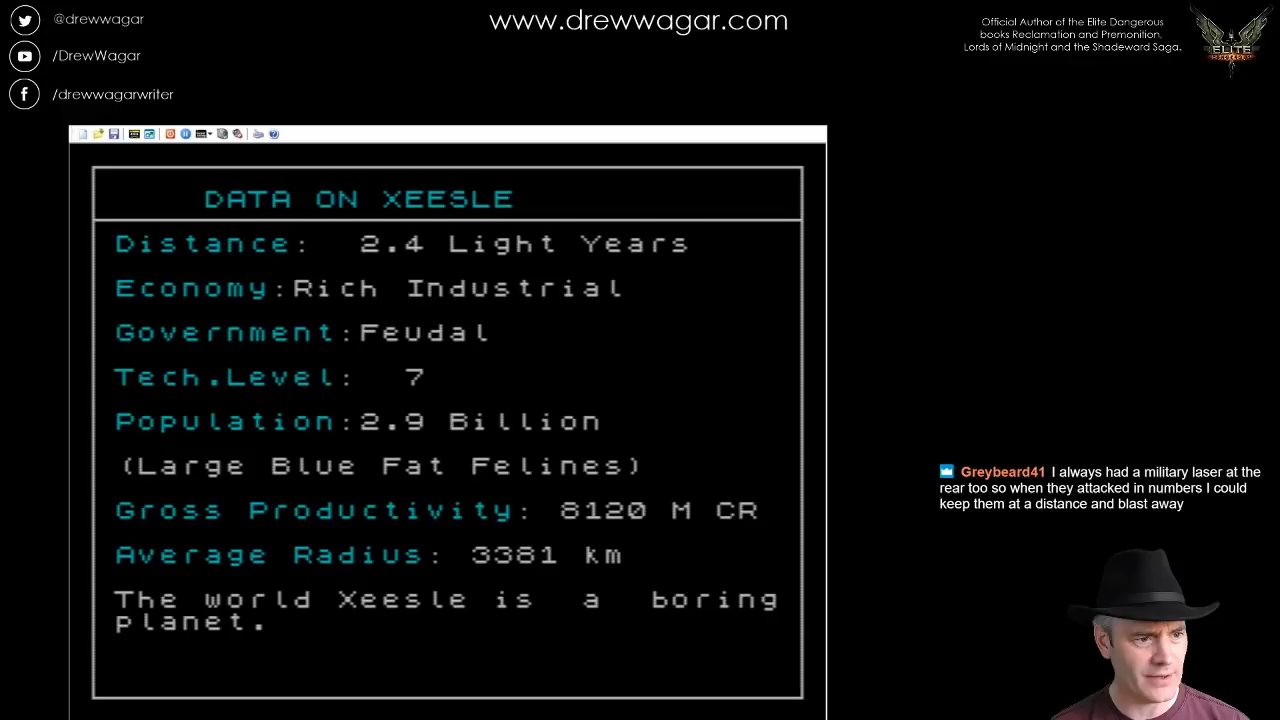 @drewwagar
/DrewWagar
/drewwagarwriter
www.drewwagar.com
Official Author of the Elite Dangerous
books Reclamation and Premonition,
Lords of Midnight and the Shadeward Saga.
ELITE
DANGEROUS
DATA ON XEESLE
Distance: 2.4 Light Years
Economy:Rich Industrial
Government:Feudal
Tech.Level: 7
Population:2.9 Billion
(Large Blue Fat Felines)
Gross Productivity: 8120 M CR
Average Radius: 3381 km
The world Xeesle is a boring
planet.
Greybeard41 I always had a military laser at the
rear too so when they attacked in numbers I could
keep them at a distance and blast away